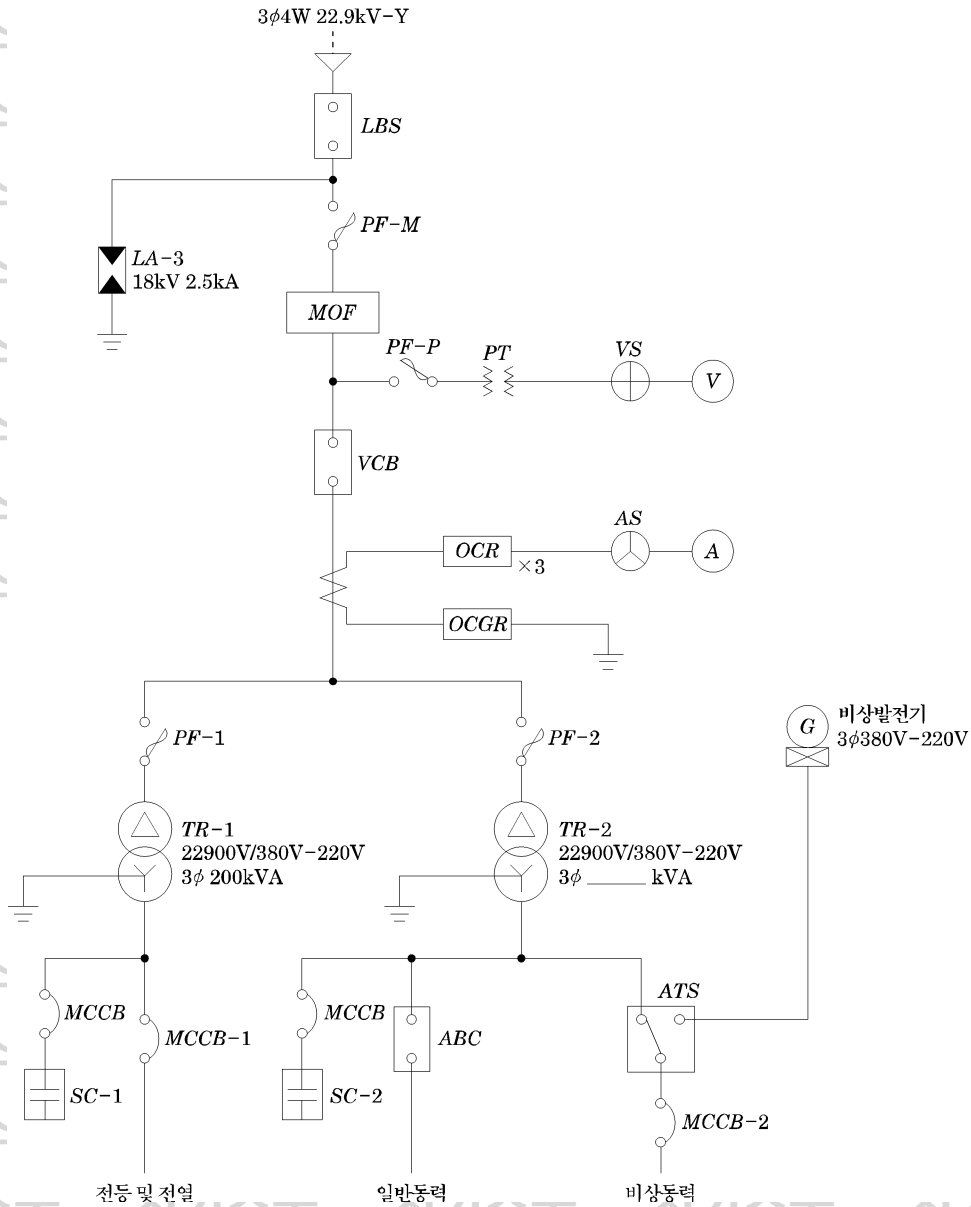 3φ4W 22.9kV-Y
LBS
PF-M
LA-3
18kV 2.5kA
MOF
PF-P
PT
VS
V
VCB
OCR
×3
AS
A
OCGR
PF-1
PF-2
G
비상발전기
3φ380V-220V
TR-1
22900V/380V-220V
3φ 200kVA
TR-2
22900V/380V-220V
3φ ______ kVA
MCCB
MCCB-1
SC-1
MCCB
SC-2
ABC
ATS
MCCB-2
전등 및 전열
일반동력
비상동력